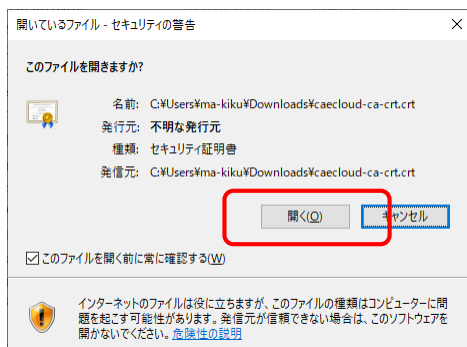 開いているファイル - セキュリティの警告
このファイルを開きますか?
名前: C:¥Users¥ma-kiku¥Downloads¥caecloud-ca-crt.crt
発行元: 不明な発行元
種類: セキュリティ証明書
発信元: C:¥Users¥ma-kiku¥Downloads¥caecloud-ca-crt.crt
開く(O) キャンセル
このファイルを開く前に常に確認する(W)
インターネットのファイルは役に立ちますが、このファイルの種類はコンピューターに問
題を起こす可能性があります。発信元が信頼できない場合は、このソフトウェアを
開かないでください。危険性の説明